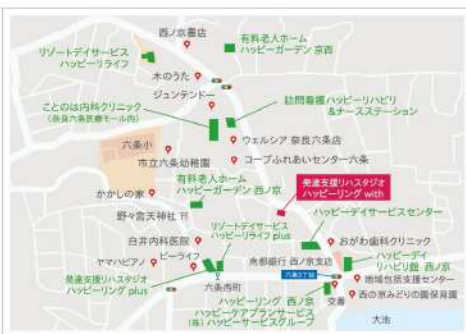 西ノ京書店
有料老人ホーム
ハッピーガーデン 京西
リゾートデイサービス
ハッピーリライフ
木のうた
ジュンテンドー
ことのは内科クリニック
(奈良六条医療モール内)
訪問看護ハッピーリハビリ
&ナースステーション
六条小
ウェルシア 奈良六条店
市立六条幼稚園
コープふれあいセンター六条
有料老人ホーム
ハッピーガーデン 西ノ京
発達支援リハスタジオ
ハッピーリング with
かかしの家
野々宮天神社
リゾートデイサービス
ハッピーリライフ plus
ハッピーデイサービスセンター
白井内科医院
おがわ歯科クリニック
ピーライフ
南都銀行 西ノ京支店
ハッピーデイ
リハビリ館 西ノ京
ヤマハピアノ
六条5丁目
地域包括支援センター
発達支援リハスタジオ
ハッピーリング plus
六条西町
ハッピーリング 西ノ京
ハッピーケアプランサービス
(株)ハッピーサービスグループ
交番
西の京みどりの園保育園
大池